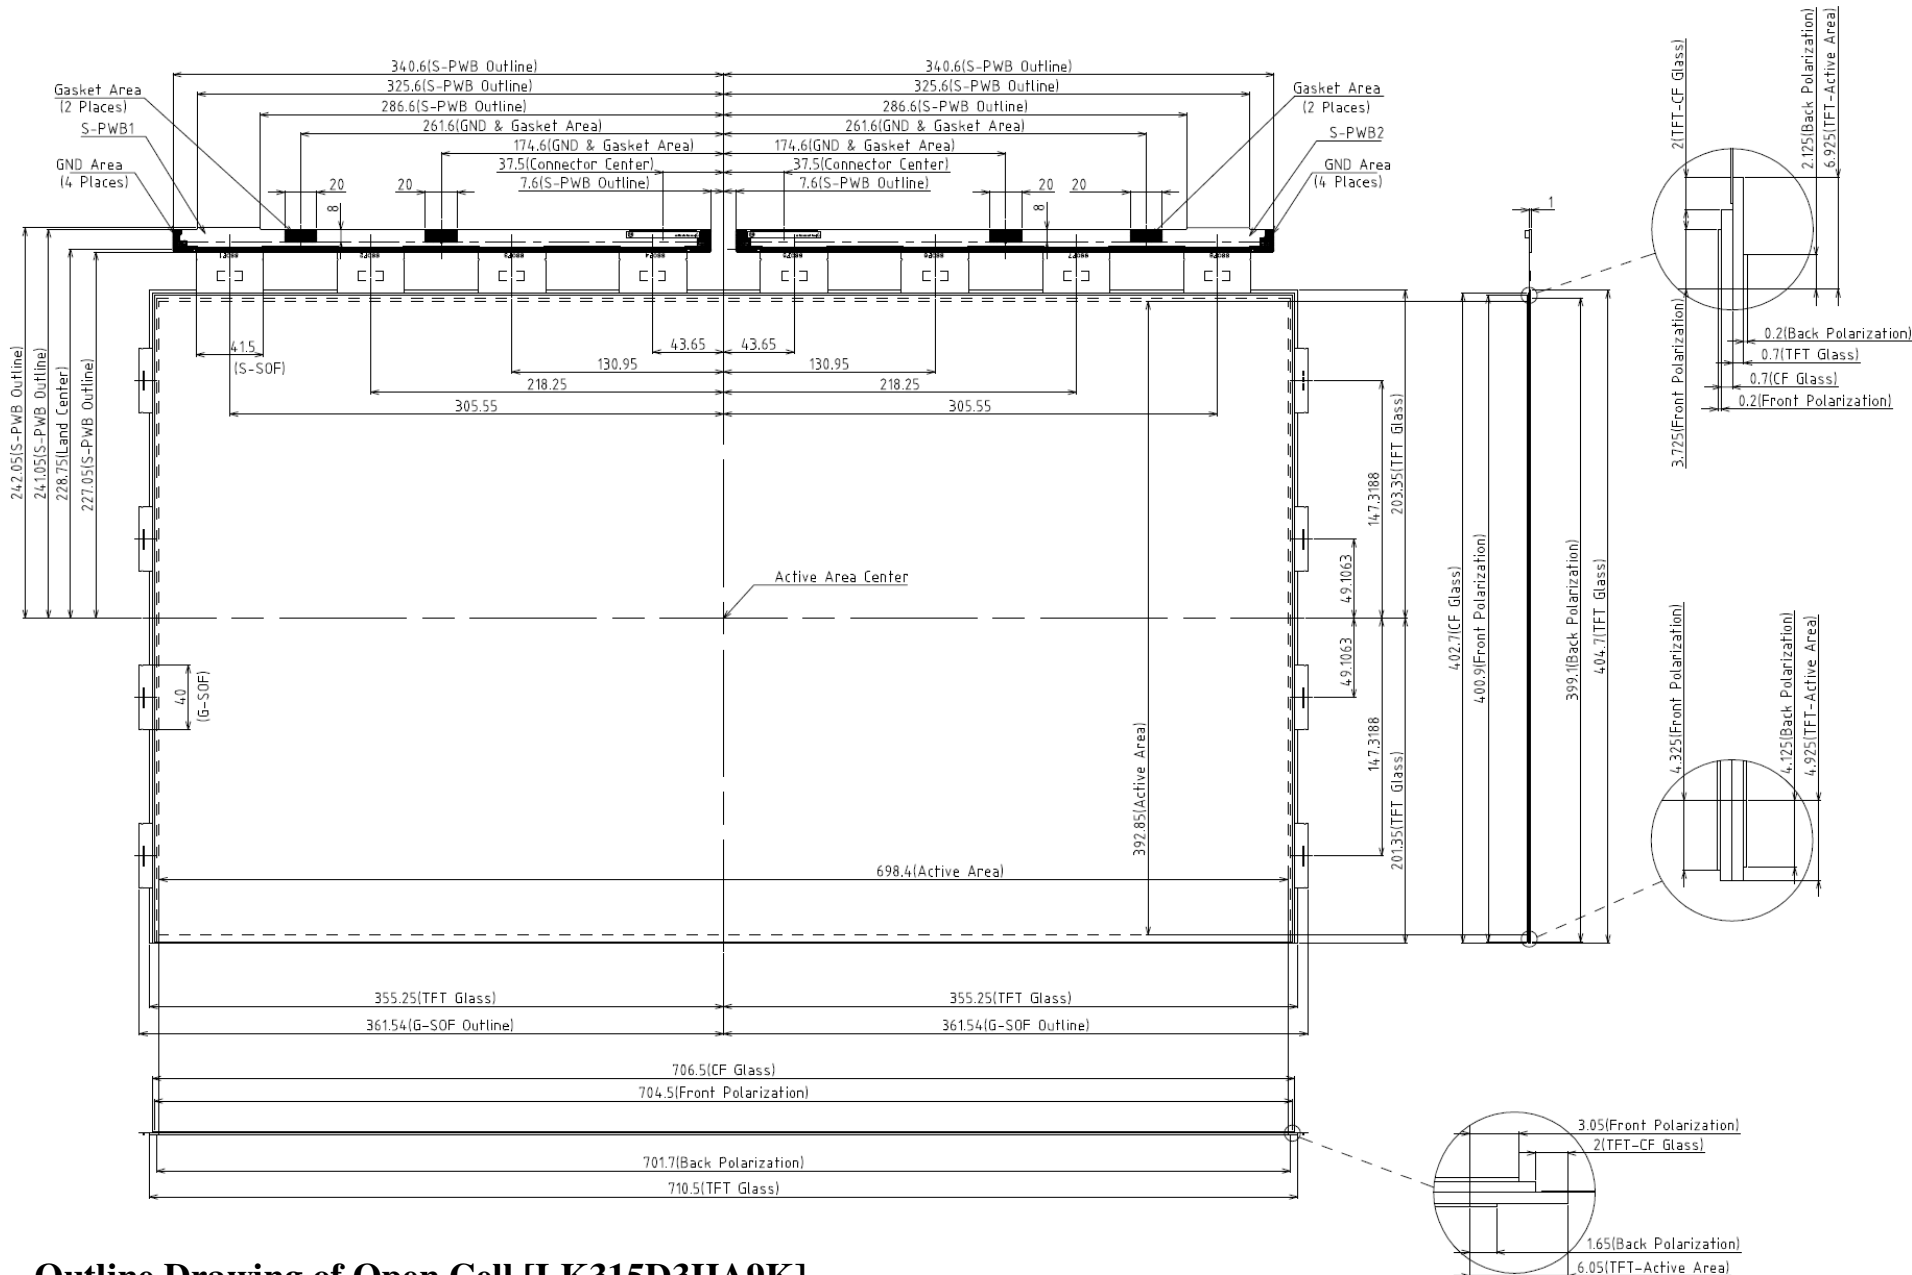 340.6(S-PWB Outline)
340.6(S-PWB Outline)
325.6(S-PWB Outline)
325.6(S-PWB Outline)
286.6(S-PWB Outline)
286.6(S-PWB Outline)
261.6(GND & Gasket Area)
261.6(GND & Gasket Area)
174.6(GND & Gasket Area)
174.6(GND & Gasket Area)
37.5(Connector Center)
37.5(Connector Center)
7.6(S-PWB Outline)
7.6(S-PWB Outline)
Gasket Area
(2 Places)
S-PWB1
GND Area
(4 Places)
Gasket Area
(2 Places)
S-PWB2
GND Area
(4 Places)
20
20
20
20
8
8
242.05(S-PWB Outline)
241.05(S-PWB Outline)
228.75(Land Center)
227.05(S-PWB Outline)
41.5
(S-SOF)
43.65
43.65
130.95
130.95
218.25
218.25
305.55
305.55
Active Area Center
40
(G-SOF)
392.85(Active Area)
698.4(Active Area)
147.3188
49.1063
49.1063
147.3188
203.35(TFT Glass)
201.35(TFT Glass)
402.7(CF Glass)
400.9(Front Polarization)
399.1(Back Polarization)
404.7(TFT Glass)
1
2(TFT-CF Glass)
2.125(Back Polarization)
6.925(TFT-Active Area)
3.725(Front Polarization)
0.2(Back Polarization)
0.7(TFT Glass)
0.7(CF Glass)
0.2(Front Polarization)
4.325(Front Polarization)
4.125(Back Polarization)
4.925(TFT-Active Area)
355.25(TFT Glass)
355.25(TFT Glass)
361.54(G-SOF Outline)
361.54(G-SOF Outline)
706.5(CF Glass)
704.5(Front Polarization)
701.7(Back Polarization)
710.5(TFT Glass)
3.05(Front Polarization)
2(TFT-CF Glass)
1.65(Back Polarization)
6.05(TFT-Active Area)
Outline Drawing of Open Cell [LK315D3HA9K]